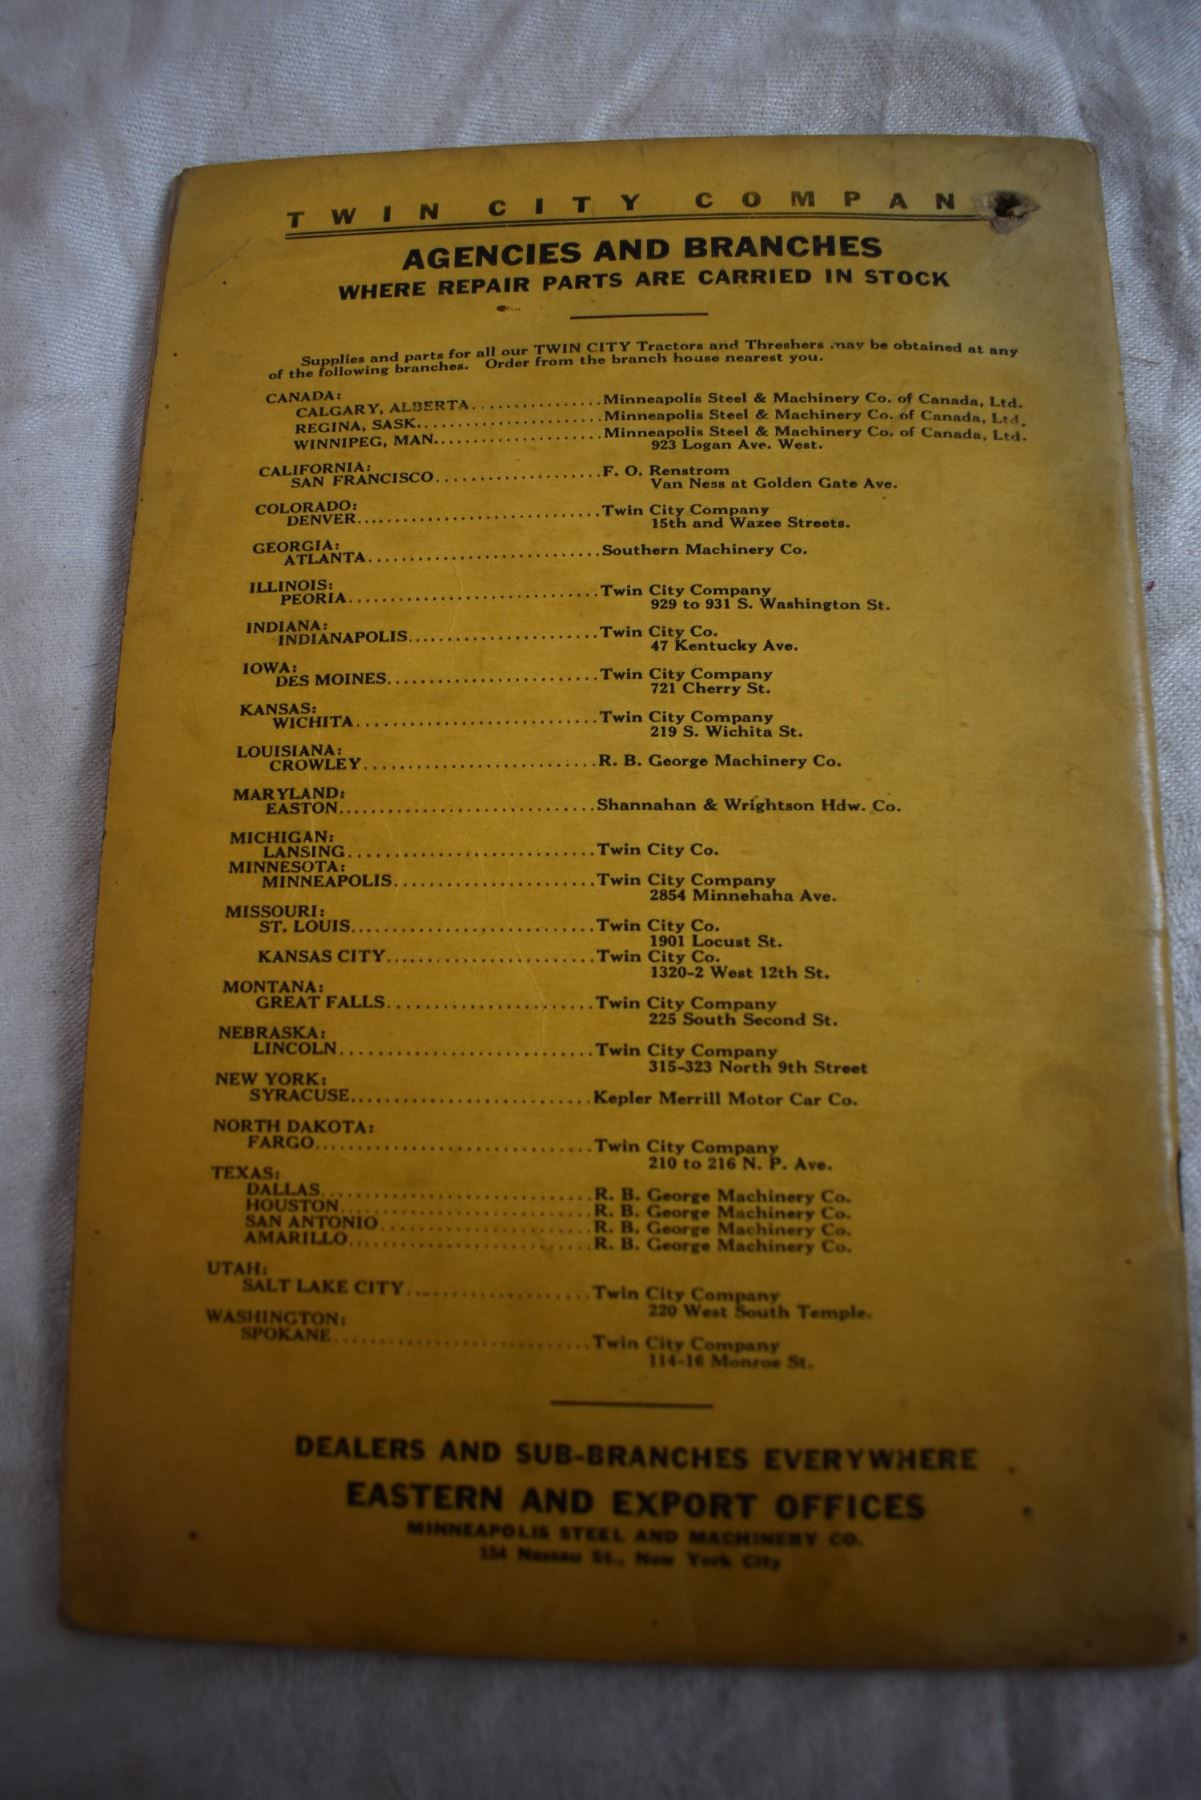 TWIN CITY COMPAN
AGENCIES AND BRANCHES
WHERE REPAIR PARTS ARE CARRIED IN STOCK
Supplies and parts for all our TWIN CITY Tractors and Threshers may be obtained at any
of the following branches. Order from the branch house nearest you.
CANADA:
CALGARY, ALBERTA................Minneapolis Steel & Machinery Co. of Canada, Ltd.
REGINA, SASK.......................Minneapolis Steel & Machinery Co. of Canada, Ltd.
WINNIPEG, MAN.....................Minneapolis Steel & Machinery Co. of Canada, Ltd.
923 Logan Ave. West.
CALIFORNIA:
SAN FRANCISCO....................F. O. Renstrom
Van Ness at Golden Gate Ave.
COLORADO:
DENVER.............................Twin City Company
15th and Wazee Streets.
GEORGIA:
ATLANTA............................Southern Machinery Co.
ILLINOIS:
PEORIA..............................Twin City Company
929 to 931 S. Washington St.
INDIANA:
INDIANAPOLIS.......................Twin City Co.
47 Kentucky Ave.
IOWA:
DES MOINES.........................Twin City Company
721 Cherry St.
KANSAS:
WICHITA.............................Twin City Company
219 S. Wichita St.
LOUISIANA:
CROWLEY............................R. B. George Machinery Co.
MARYLAND:
EASTON...............................Shannahan & Wrightson Hdw. Co.
MICHIGAN:
LANSING..............................Twin City Co.
MINNESOTA:
MINNEAPOLIS........................Twin City Company
2854 Minnehaha Ave.
MISSOURI:
ST. LOUIS.............................Twin City Co.
1901 Locust St.
KANSAS CITY.........................Twin City Co.
1320-2 West 12th St.
MONTANA:
GREAT FALLS.........................Twin City Company
225 South Second St.
NEBRASKA:
LINCOLN..............................Twin City Company
315-323 North 9th Street
NEW YORK:
SYRACUSE.............................Kepler Merrill Motor Car Co.
NORTH DAKOTA:
FARGO.................................Twin City Company
210 to 216 N. P. Ave.
TEXAS:
DALLAS................................R. B. George Machinery Co.
HOUSTON..............................R. B. George Machinery Co.
SAN ANTONIO.........................R. B. George Machinery Co.
AMARILLO.............................R. B. George Machinery Co.
UTAH:
SALT LAKE CITY......................Twin City Company
220 West South Temple.
WASHINGTON:
SPOKANE..............................Twin City Company
114-16 Monroe St.
DEALERS AND SUB-BRANCHES EVERYWHERE
EASTERN AND EXPORT OFFICES
MINNEAPOLIS STEEL AND MACHINERY CO.
154 Nassau St., New York City